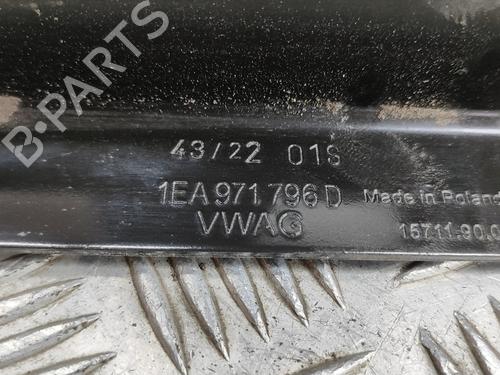 B-PARTS
43/22 01S
1EA 971 796 D Made in Poland
VWAG 15711.90.0